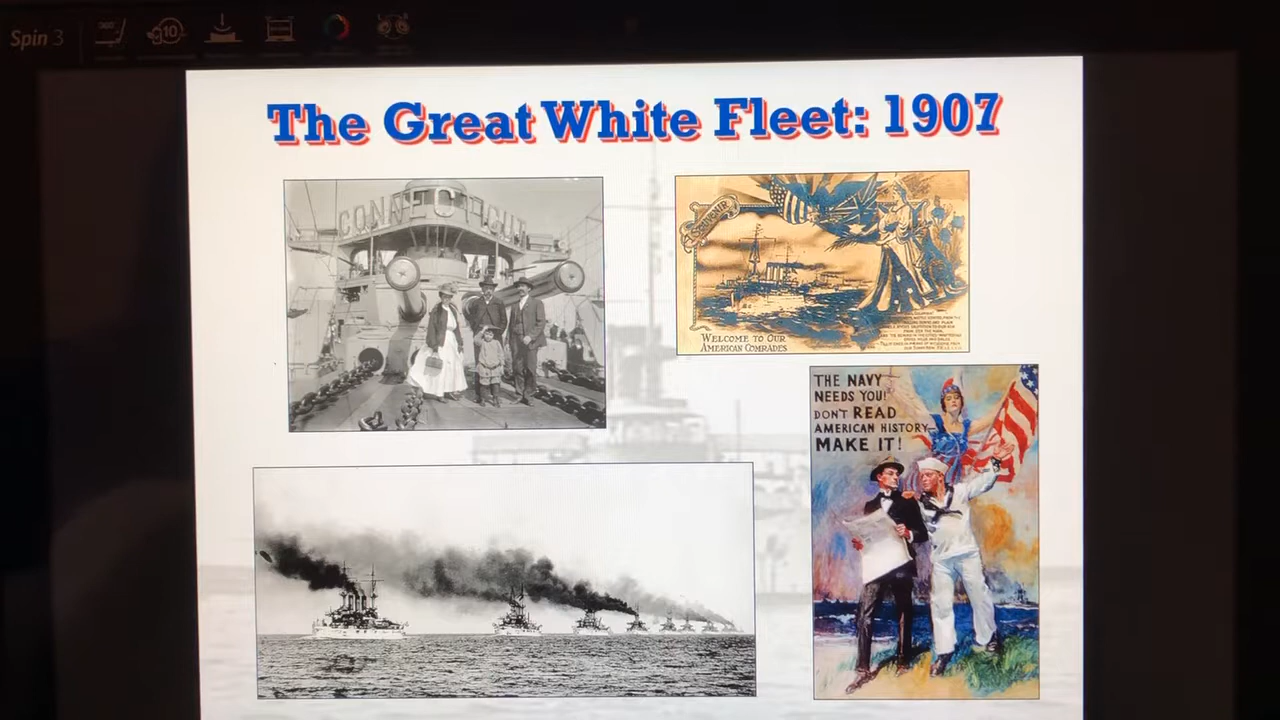 Spin 3
The Great White Fleet: 1907
CONNECTICUT
SOUVENIR
WELCOME TO OUR
AMERICAN COMRADES
THE NAVY
NEEDS YOU!
DON'T READ
AMERICAN HISTORY–
MAKE IT!